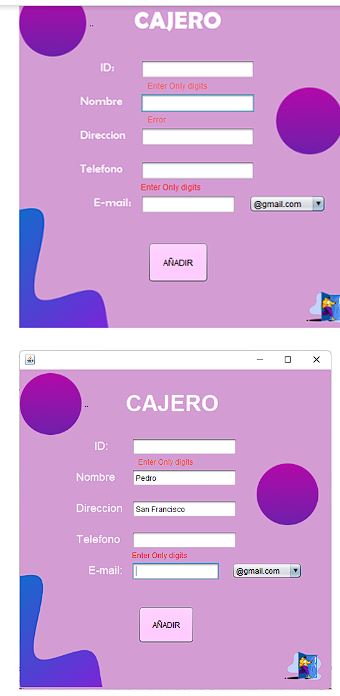 CAJERO
ID:
Enter Only digits
Nombre
Error
Direccion
Telefono
Enter Only digits
E-mail:
@gmail.com
AÑADIR
CAJERO
ID:
Enter Only digits
Nombre Pedro
Direccion San Francisco
Telefono
Enter Only digits
E-mail: @gmail.com
AÑADIR